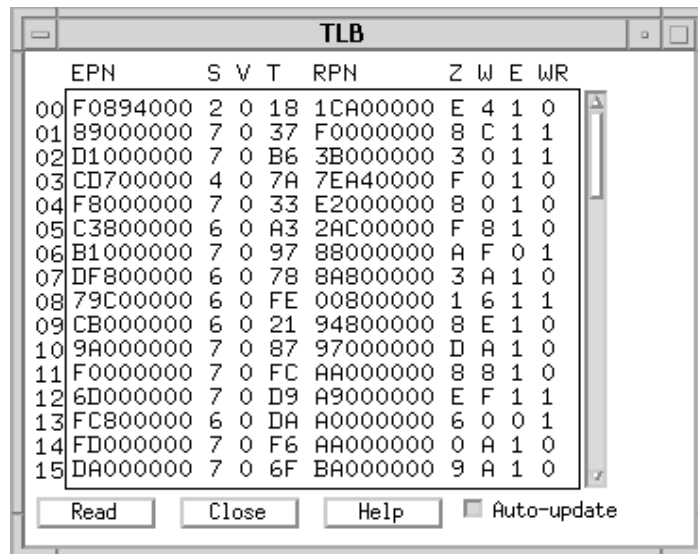 TLB
EPN S V T RPN Z W E WR
00 F0894000 2 0 18 1CA00000 E 4 1 0
01 89000000 7 0 37 F0000000 8 C 1 1
02 D1000000 7 0 B6 3B000000 3 0 1 1
03 CD700000 4 0 7A 7EA40000 F 0 1 0
04 F8000000 7 0 33 E2000000 8 0 1 0
05 C3800000 6 0 A3 2AC00000 F 8 1 0
06 B1000000 7 0 97 88000000 A F 0 1
07 DF800000 6 0 78 8A800000 3 A 1 0
08 79C00000 6 0 FE 00800000 1 6 1 1
09 CB000000 6 0 21 94800000 8 E 1 0
10 9A000000 7 0 87 97000000 D A 1 0
11 F0000000 7 0 FC AA000000 8 8 1 0
12 6D000000 7 0 D9 A9000000 E F 1 1
13 FC800000 6 0 DA A0000000 6 0 0 1
14 FD000000 7 0 F6 AA000000 0 A 1 0
15 DA000000 7 0 6F BA000000 9 A 1 0
Read Close Help Auto-update